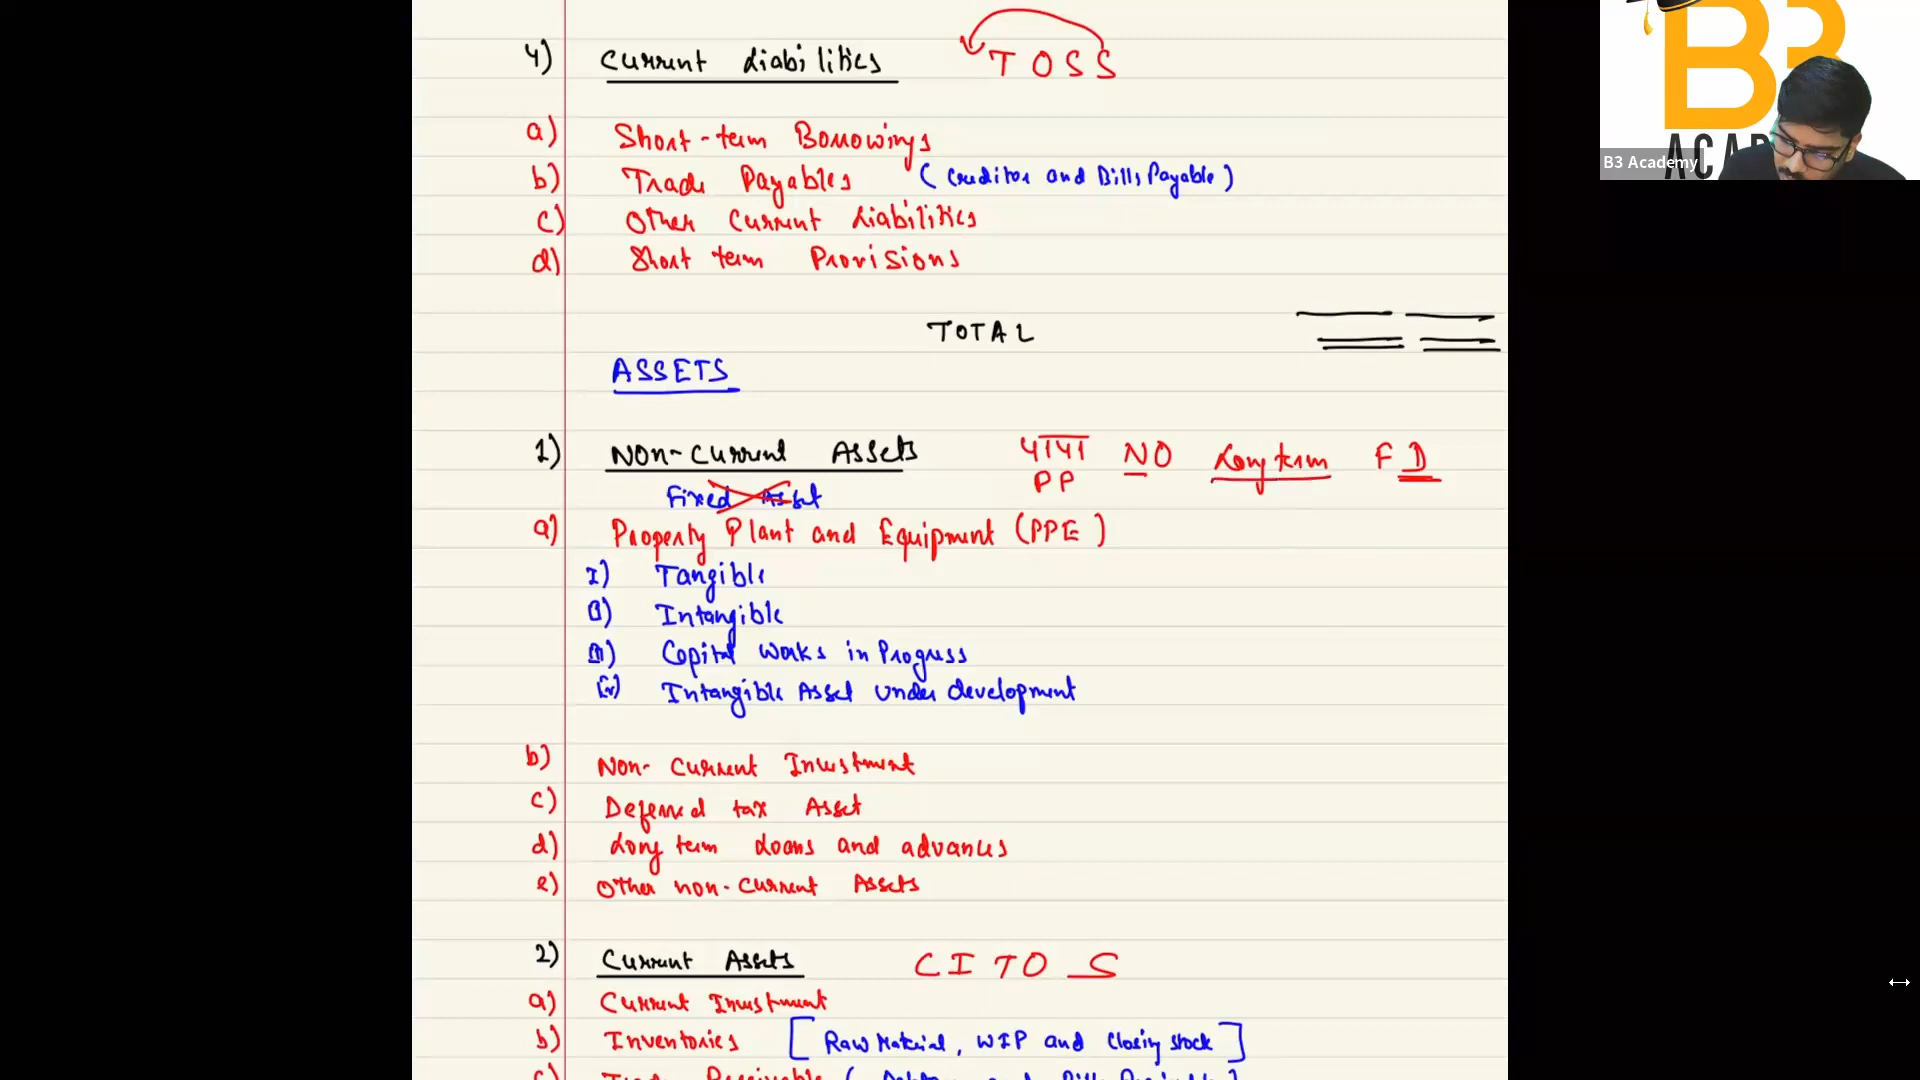 4) Current Liabilities TOSS
a) Short-term Borrowings
b) Trade Payables (Creditor and Bills Payable)
c) Other Current Liabilities
d) Short term Provisions
TOTAL
ASSETS
1) Non-Current Assets NO Long term F D
PP
Fixed Asset
a) Property Plant and Equipment (PPE)
I) Tangible
II) Intangible
III) Capital Works in Progress
IV) Intangible Asset Under development
b) Non-Current Investment
c) Deferred tax Asset
d) Long term Loans and advances
e) Other non-Current Assets
2) Current Assets CITO S
a) Current Investment
b) Inventories [Raw Material, WIP and Closing Stock]
B3
ACAD
B3 Academy